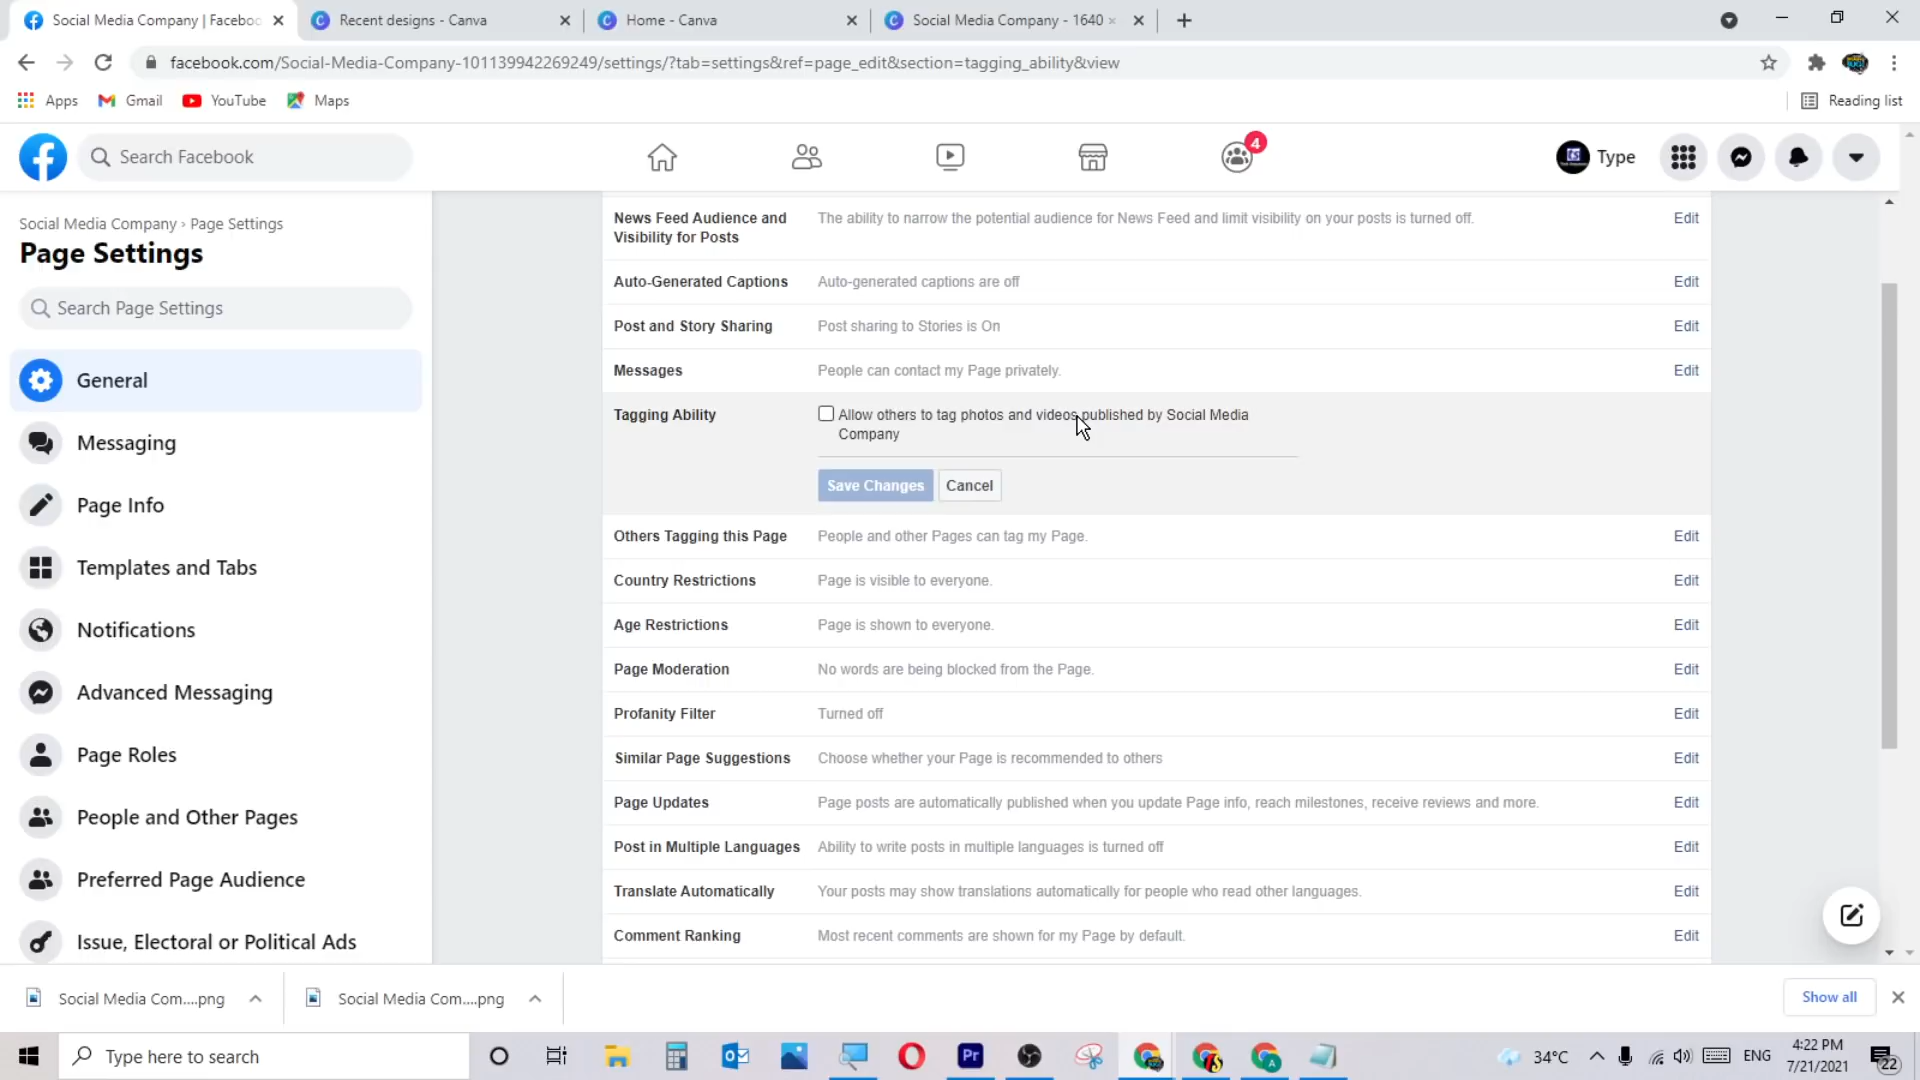 Social Media Company | Faceboo
Recent designs - Canva
Home - Canva
Social Media Company - 1640 ×
facebook.com/Social-Media-Company-101139942269249/settings/?tab=settings&ref=page_edit&section=tagging_ability&view
Apps
Gmail
YouTube
Maps
Reading list
Search Facebook
4
Type
Social Media Company › Page Settings
Page Settings
Search Page Settings
General
Messaging
Page Info
Templates and Tabs
Notifications
Advanced Messaging
Page Roles
People and Other Pages
Preferred Page Audience
Issue, Electoral or Political Ads
News Feed Audience and
Visibility for Posts
The ability to narrow the potential audience for News Feed and limit visibility on your posts is turned off.
Edit
Auto-Generated Captions
Auto-generated captions are off
Edit
Post and Story Sharing
Post sharing to Stories is On
Edit
Messages
People can contact my Page privately.
Edit
Tagging Ability
Allow others to tag photos and videos published by Social Media
Company
Save Changes
Cancel
Others Tagging this Page
People and other Pages can tag my Page.
Edit
Country Restrictions
Page is visible to everyone.
Edit
Age Restrictions
Page is shown to everyone.
Edit
Page Moderation
No words are being blocked from the Page.
Edit
Profanity Filter
Turned off
Edit
Similar Page Suggestions
Choose whether your Page is recommended to others
Edit
Page Updates
Page posts are automatically published when you update Page info, reach milestones, receive reviews and more.
Edit
Post in Multiple Languages
Ability to write posts in multiple languages is turned off
Edit
Translate Automatically
Your posts may show translations automatically for people who read other languages.
Edit
Comment Ranking
Most recent comments are shown for my Page by default.
Edit
Social Media Com....png
Social Media Com....png
Show all
Type here to search
Pr
34°C
ENG
4:22 PM
7/21/2021
22